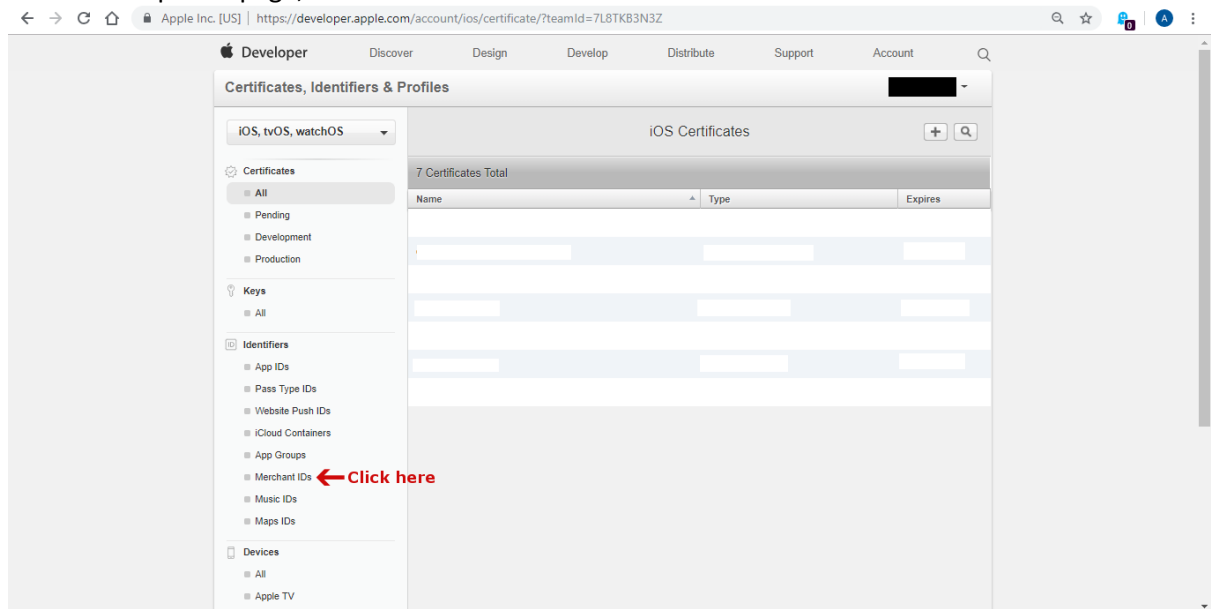 Apple Inc. [US] | https://developer.apple.com/account/ios/certificate/?teamId=7L8TKB3N3Z
0
A
Developer Discover Design Develop Distribute Support Account
Certificates, Identifiers & Profiles
iOS, tvOS, watchOS
iOS Certificates
Certificates
7 Certificates Total
All
Name Type Expires
Pending
Development
Production
Keys
All
ID Identifiers
App IDs
Pass Type IDs
Website Push IDs
iCloud Containers
App Groups
Merchant IDs Click here
Music IDs
Maps IDs
Devices
All
Apple TV